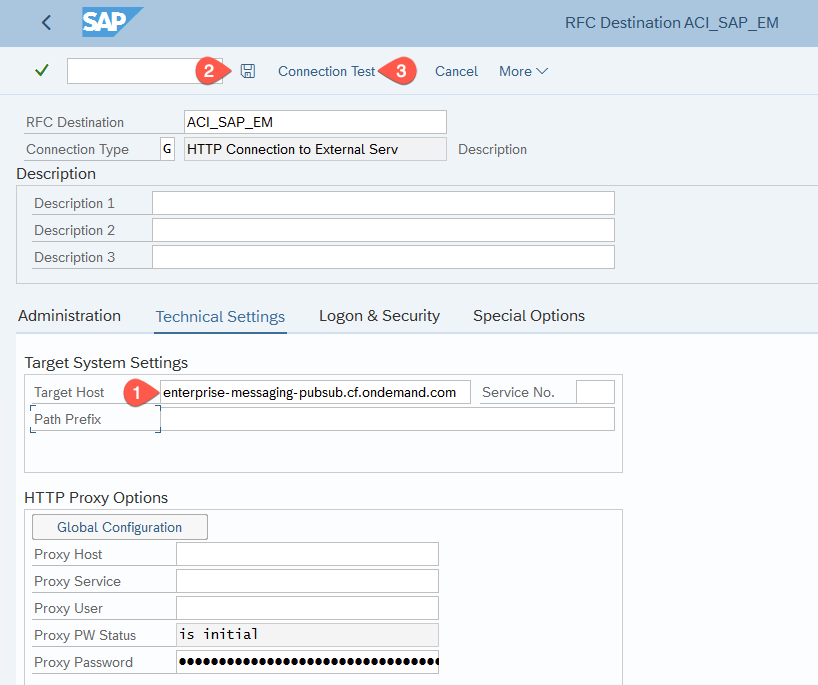 SAP RFC Destination ACI_SAP_EM
2 Connection Test 3 Cancel More
RFC Destination ACI_SAP_EM
Connection Type G HTTP Connection to External Serv Description
Description
Description 1
Description 2
Description 3
Administration Technical Settings Logon & Security Special Options
Target System Settings
Target Host 1 enterprise-messaging-pubsub.cf.ondemand.com Service No.
Path Prefix
HTTP Proxy Options
Global Configuration
Proxy Host
Proxy Service
Proxy User
Proxy PW Status is initial
Proxy Password